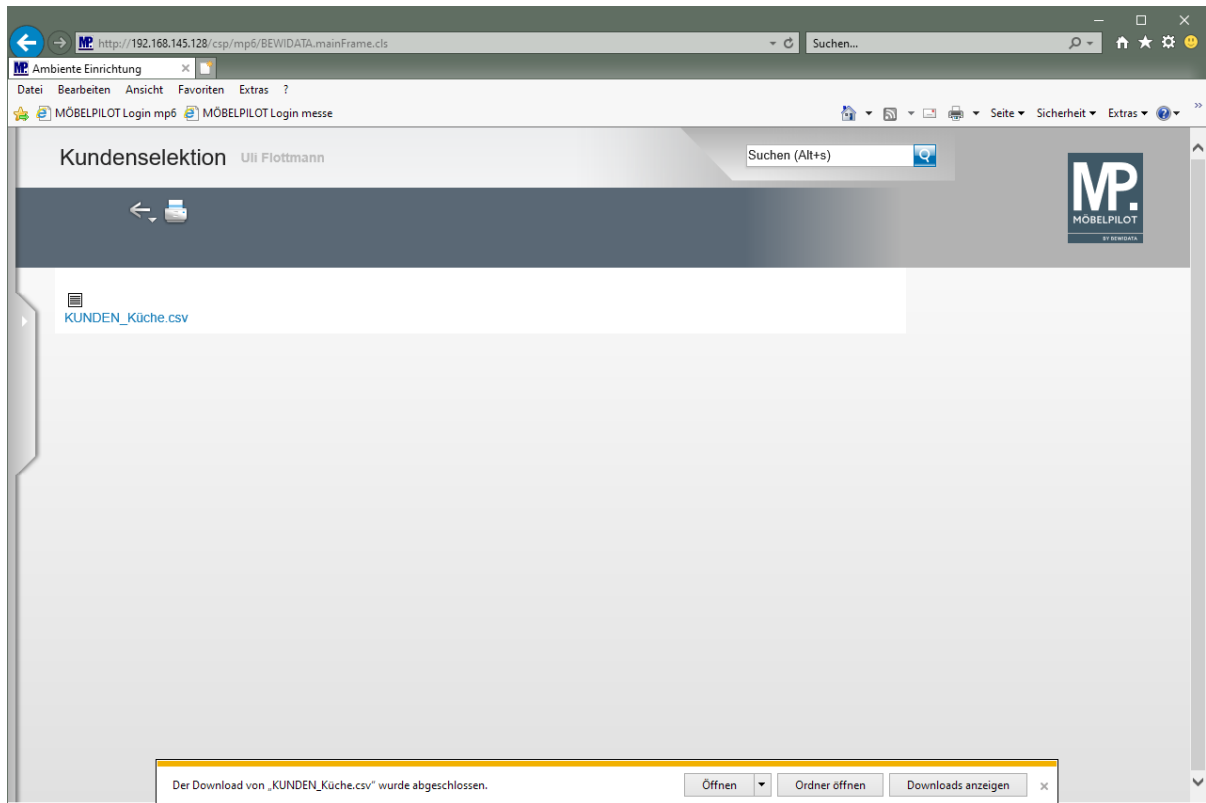 http://192.168.145.128/csp/mp6/BEWIDATA.mainFrame.cls
Suchen...
MP. Ambiente Einrichtung
Datei Bearbeiten Ansicht Favoriten Extras ?
MÖBELPILOT Login mp6 MÖBELPILOT Login messe
Seite Sicherheit Extras
Kundenselektion Uli Flottmann
Suchen (Alt+s)
MP.
MÖBELPILOT
BY BEWIDATA
KUNDEN_Küche.csv
Der Download von „KUNDEN_Küche.csv“ wurde abgeschlossen.
Öffnen
Ordner öffnen
Downloads anzeigen